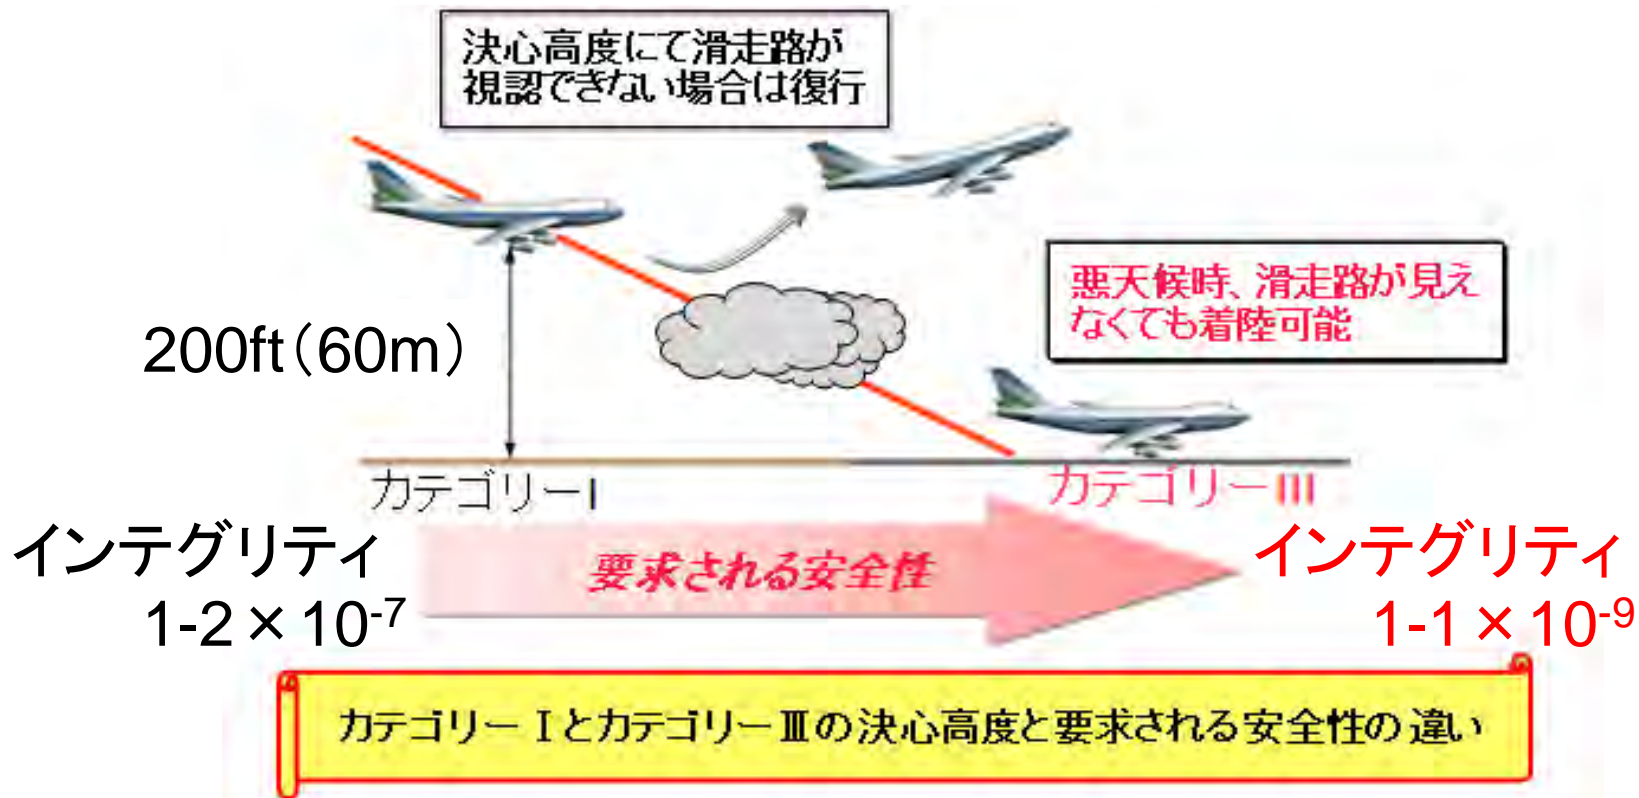 決心高度にて滑走路が
視認できない場合は復行
悪天候時、滑走路が見え
なくても着陸可能
200ft（60m）
カテゴリーI
カテゴリーIII
インテグリティ
1-2×10-7
要求される安全性
インテグリティ
1-1×10-9
カテゴリーⅠとカテゴリーⅢの決心高度と要求される安全性の違い